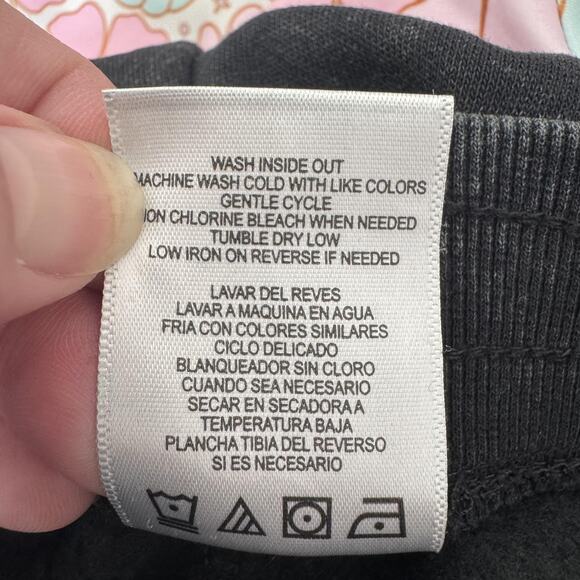 WASH INSIDE OUT
MACHINE WASH COLD WITH LIKE COLORS
GENTLE CYCLE
NON CHLORINE BLEACH WHEN NEEDED
TUMBLE DRY LOW
LOW IRON ON REVERSE IF NEEDED
LAVAR DEL REVES
LAVAR A MAQUINA EN AGUA
FRIA CON COLORES SIMILARES
CICLO DELICADO
BLANQUEADOR SIN CLORO
CUANDO SEA NECESARIO
SECAR EN SECADORA A
TEMPERATURA BAJA
PLANCHA TIBIA DEL REVERSO
SI ES NECESARIO